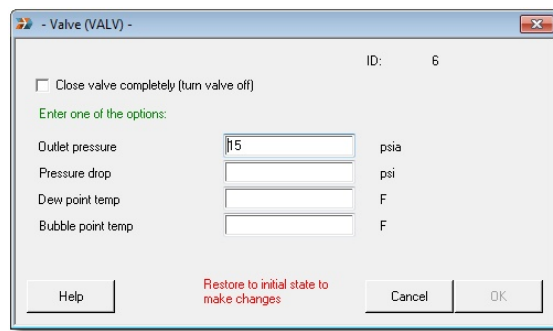 - Valve (VALV) -
ID: 6
Close valve completely (turn valve off)
Enter one of the options:
Outlet pressure 15 psia
Pressure drop psi
Dew point temp F
Bubble point temp F
Restore to initial state to
make changes
Help Cancel OK